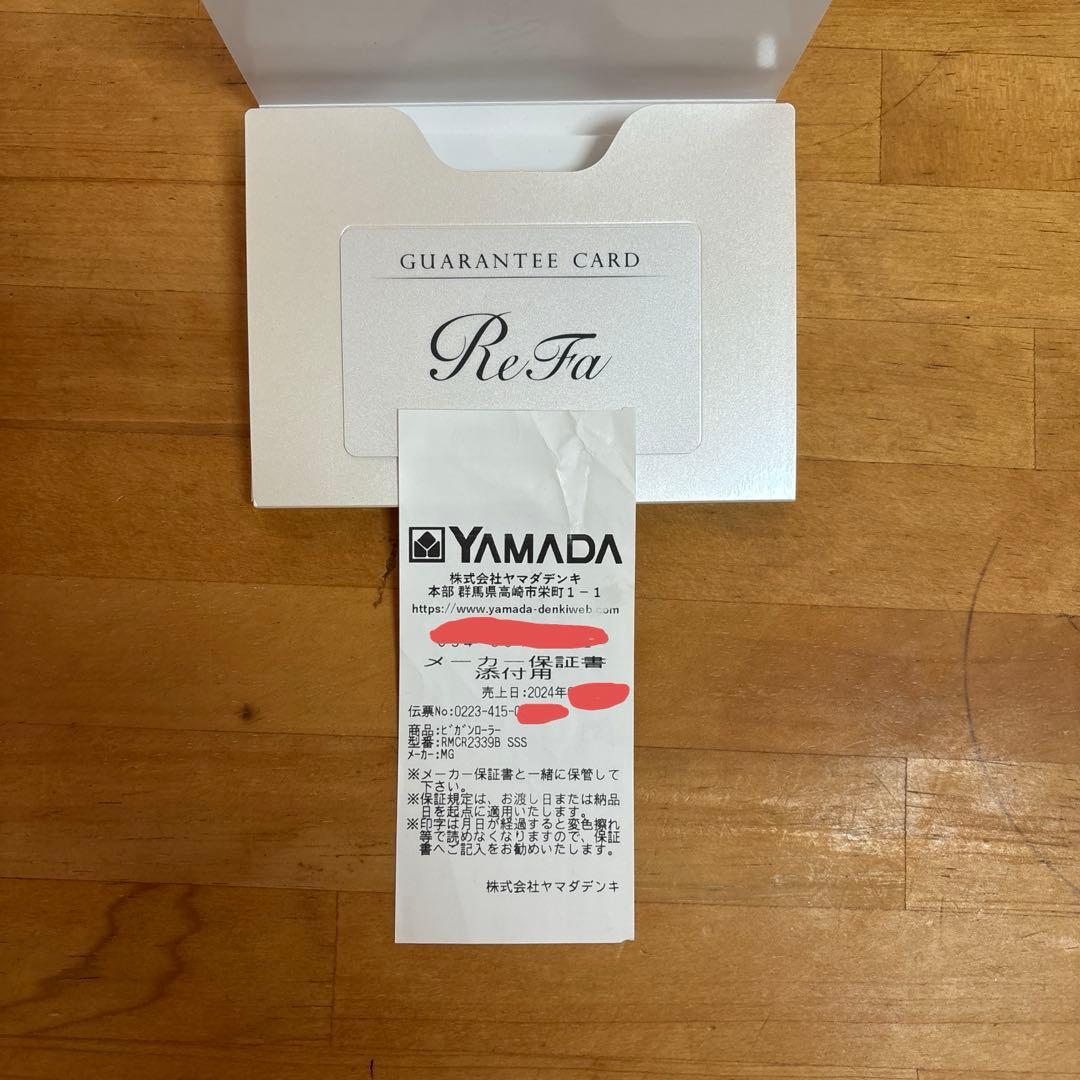 GUARANTEE CARD
ReFa
YAMADA
株式会社ヤマダデンキ
本部 群馬県高崎市栄町1-1
https://www.yamada-denkiweb.com
メーカー保証書
添付用
売上日:2024年
伝票No:0223-415-
商品:ビガンローラー
型番:RMCR2339B SSS
メーカー:MG
※メーカー保証書と一緒に保管して
下さい。
※保証規定は、お渡し日または納品
日を起点に適用いたします。
※印字は月日が経過すると変色擦れ
等で読めなくなりますので、保証
書へご記入をお勧めいたします。
株式会社ヤマダデンキ